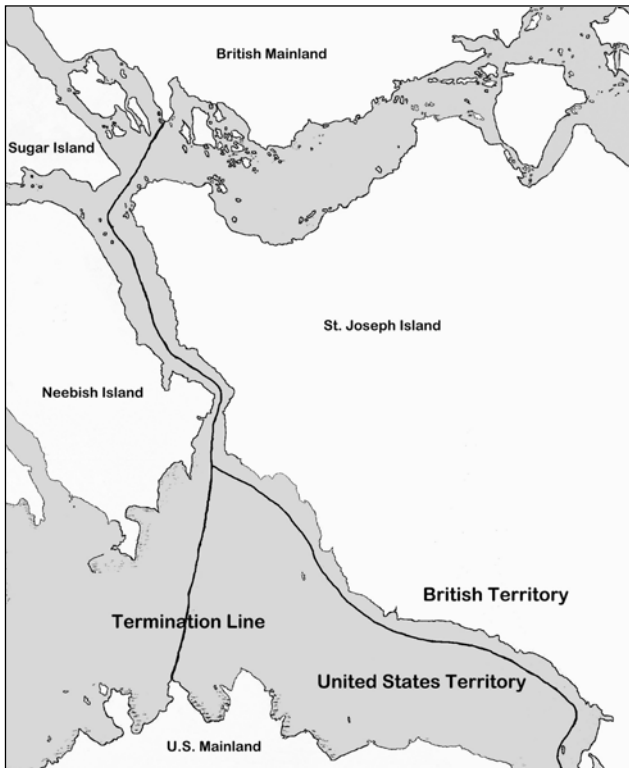 British Mainland
Sugar Island
St. Joseph Island
Neebish Island
British Territory
Termination Line
United States Territory
U.S. Mainland